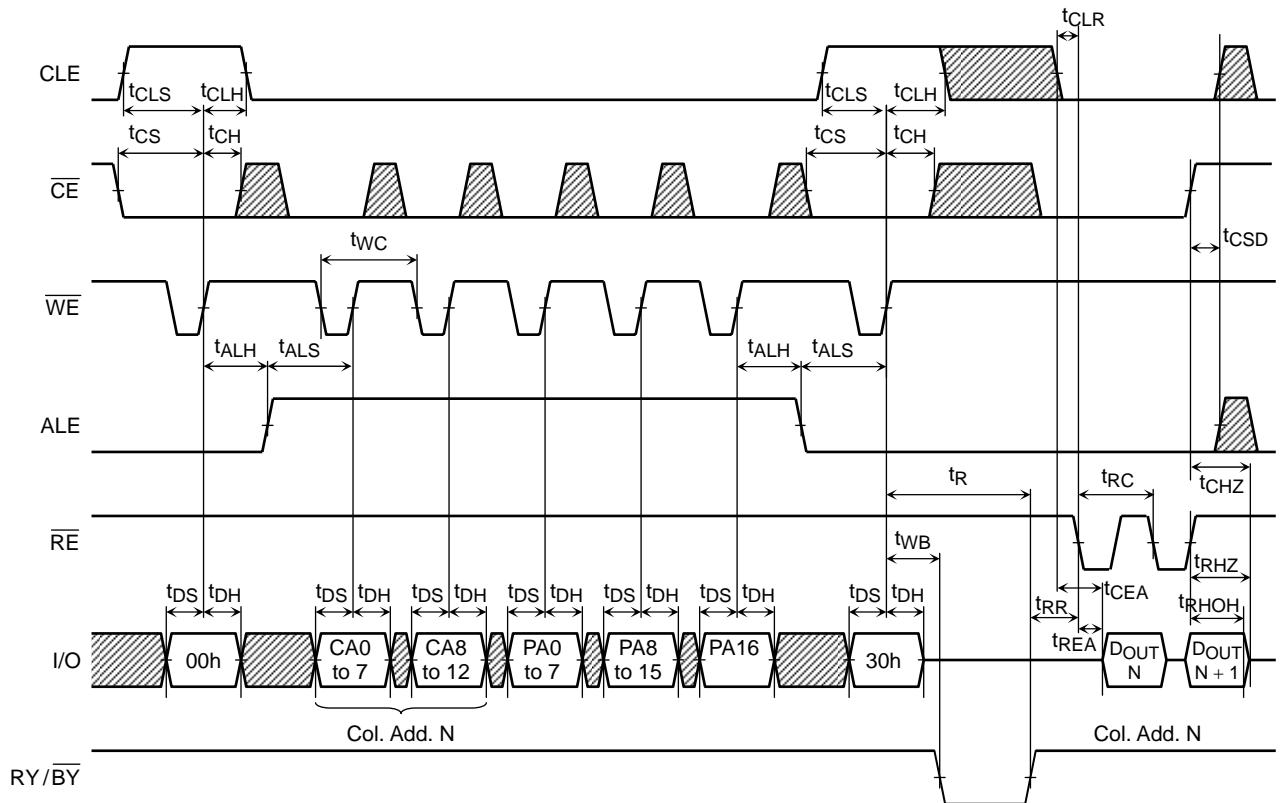 tCLR
CLE
tCLS tCLH tCLS tCLH
tCS tCH tCS tCH
CE
tWC tCSD
WE
tALH tALS tALH tALS
ALE
tR tRC tCHZ
RE
tWB tRHZ
tDS tDH tDS tDH tDS tDH tDS tDH tDS tDH tDS tDH tDS tDH tCEA
tRR tRHOH
tREA
I/O 00h CA0 to 7 CA8 to 12 PA0 to 7 PA8 to 15 PA16 30h DOUT N DOUT N + 1
Col. Add. N Col. Add. N
RY/BY